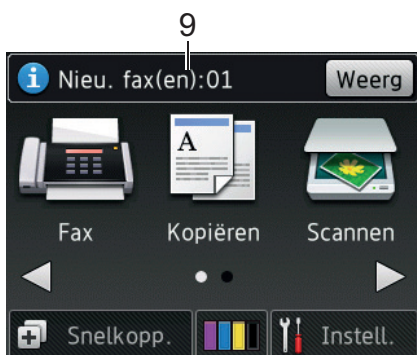 9
Nieu. fax(en):01 Weerg
A
Fax Kopiëren Scannen
Snelkopp. Instell.